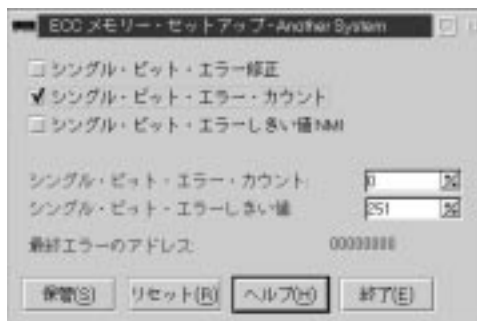 ECC メモリー・セットアップ - Another System
シングル・ビット・エラー修正
シングル・ビット・エラー・カウント
シングル・ビット・エラーしきい値 NMI
シングル・ビット・エラー・カウント: 0
シングル・ビット・エラーしきい値 251
最終エラーのアドレス 00000000
保管(S) リセット(R) ヘルプ(H) 終了(E)